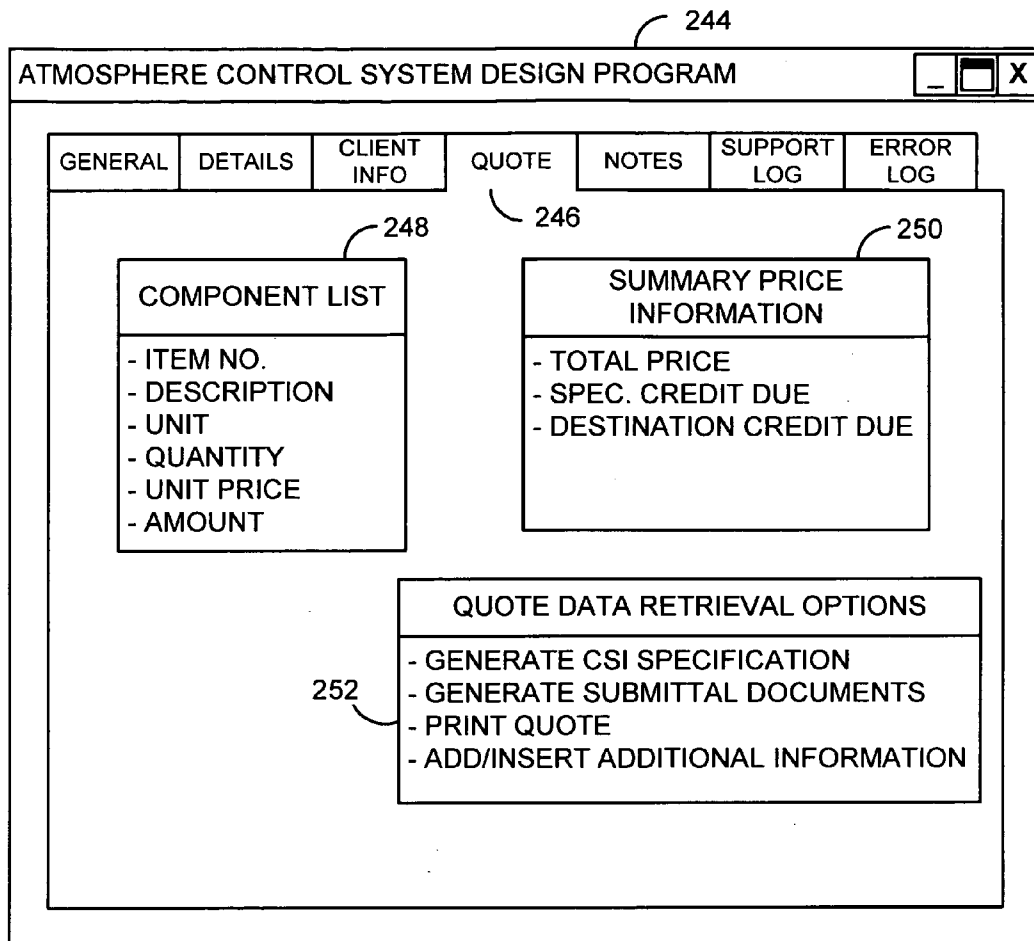 244
ATMOSPHERE CONTROL SYSTEM DESIGN PROGRAM
_ X
GENERAL
DETAILS
CLIENT
INFO
QUOTE
NOTES
SUPPORT
LOG
ERROR
LOG
246
248
COMPONENT LIST
- ITEM NO.
- DESCRIPTION
- UNIT
- QUANTITY
- UNIT PRICE
- AMOUNT
250
SUMMARY PRICE
INFORMATION
- TOTAL PRICE
- SPEC. CREDIT DUE
- DESTINATION CREDIT DUE
QUOTE DATA RETRIEVAL OPTIONS
- GENERATE CSI SPECIFICATION
- GENERATE SUBMITTAL DOCUMENTS
- PRINT QUOTE
- ADD/INSERT ADDITIONAL INFORMATION
252